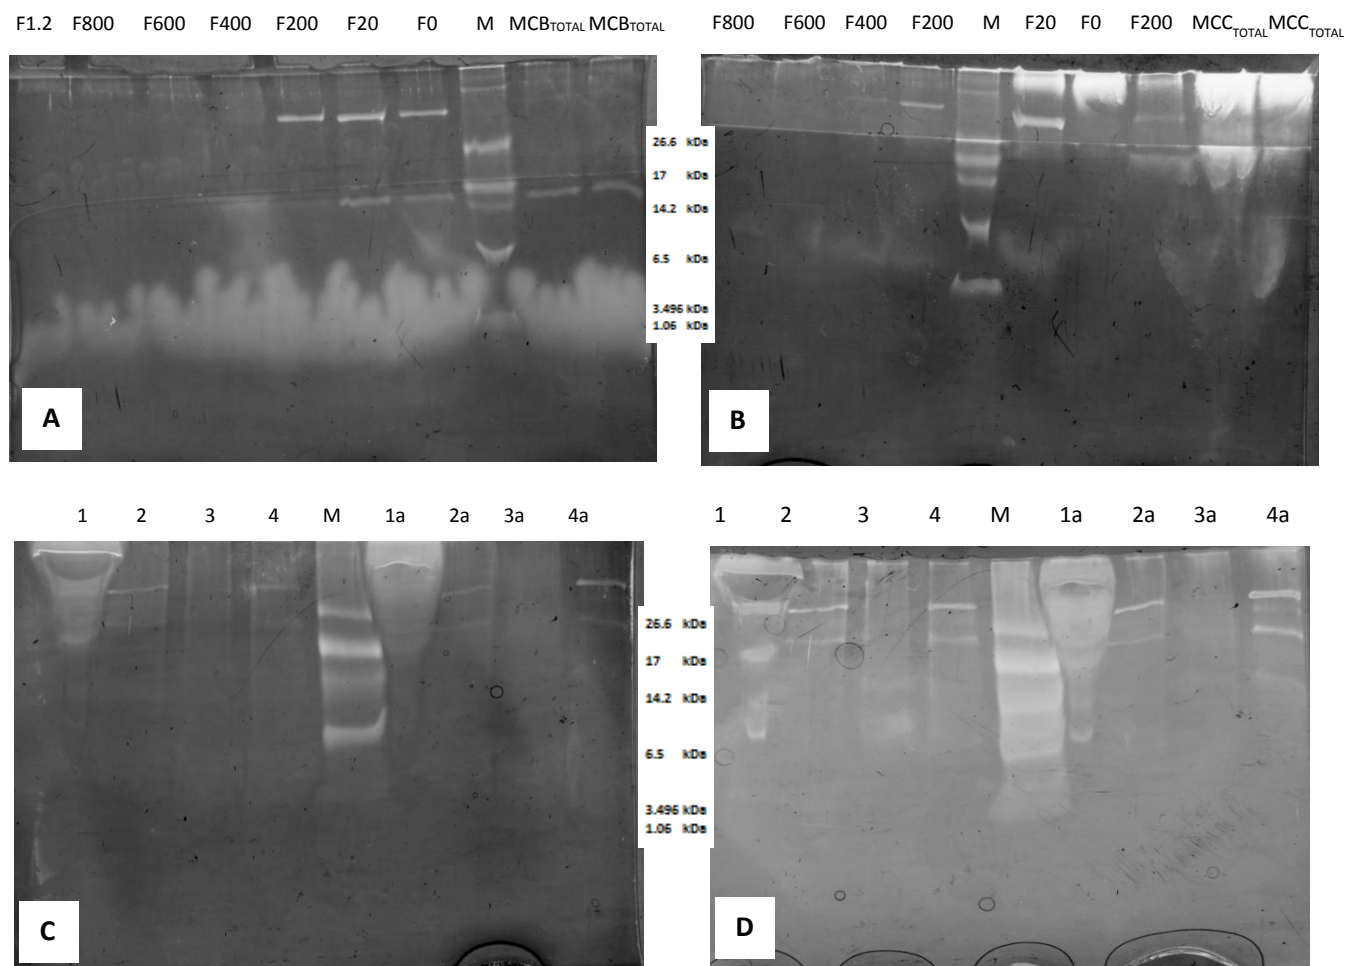 F1.2 F800 F600 F400 F200 F20 F0 M MCBTOTAL MCBTOTAL
F800 F600 F400 F200 M F20 F0 F200 MCCTOTAL MCCTOTAL
26.6 kDa
17 kDa
14.2 kDa
6.5 kDa
3.496 kDa
1.06 kDa
A
B
1 2 3 4 M 1a 2a 3a 4a
1 2 3 4 M 1a 2a 3a 4a
26.6 kDa
17 kDa
14.2 kDa
6.5 kDa
3.496 kDa
1.06 kDa
C
D